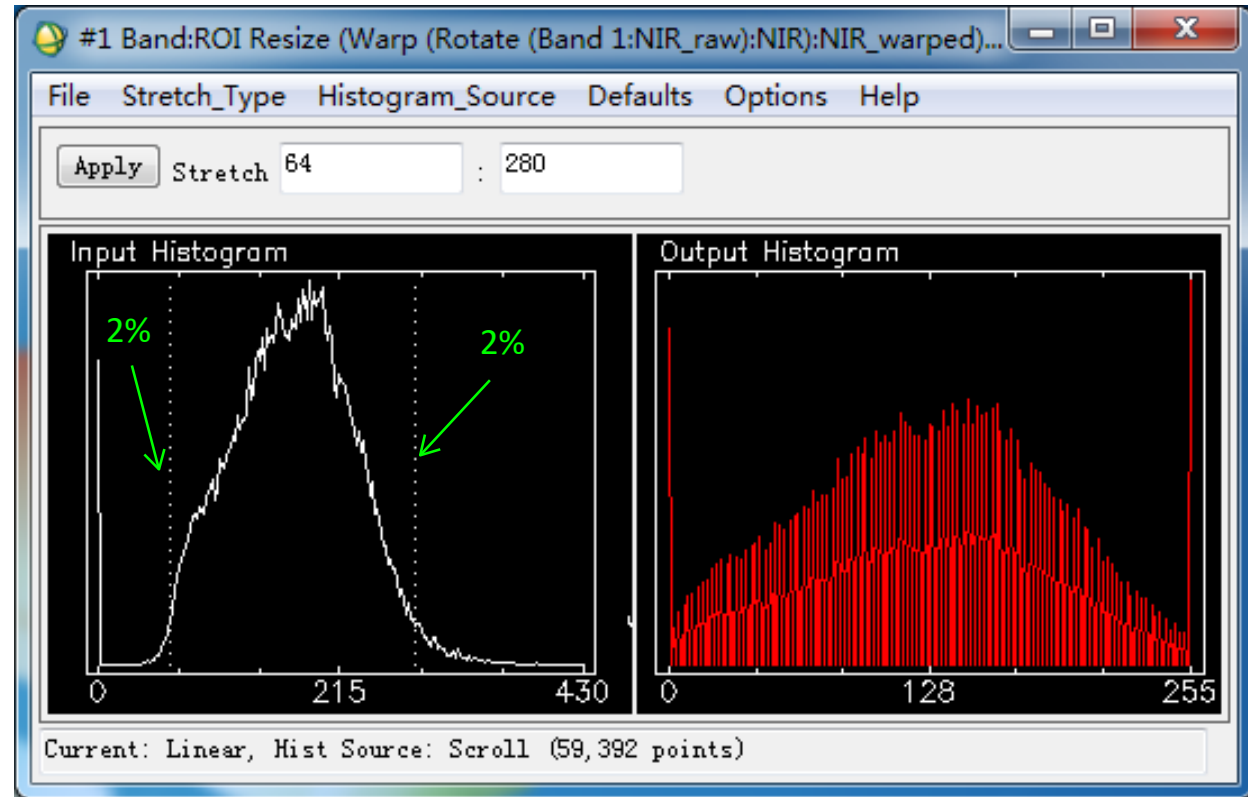 #1 Band:ROI Resize (Warp (Rotate (Band 1:NIR_raw):NIR):NIR_warped)...
File Stretch_Type Histogram_Source Defaults Options Help
Apply Stretch 64 : 280
Input Histogram
2%
2%
0 215 430
Output Histogram
0 128 255
Current: Linear, Hist Source: Scroll (59,392 points)